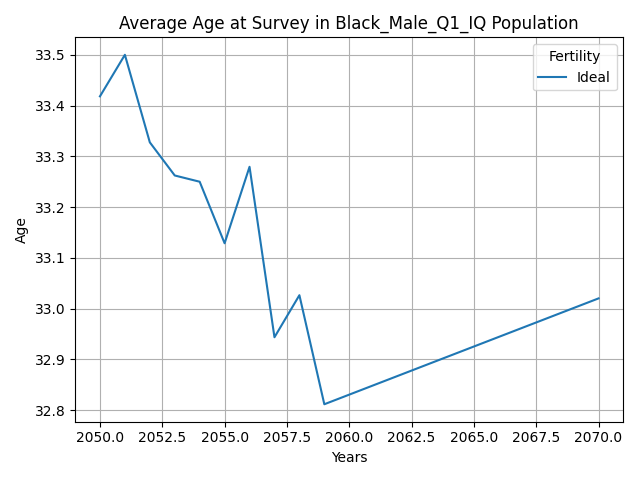 Average Age at Survey in Black_Male_Q1_IQ Population
Fertility
Ideal
33.5
33.4
33.3
33.2
33.1
33.0
32.9
32.8
Age
2050.0 2052.5 2055.0 2057.5 2060.0 2062.5 2065.0 2067.5 2070.0
Years